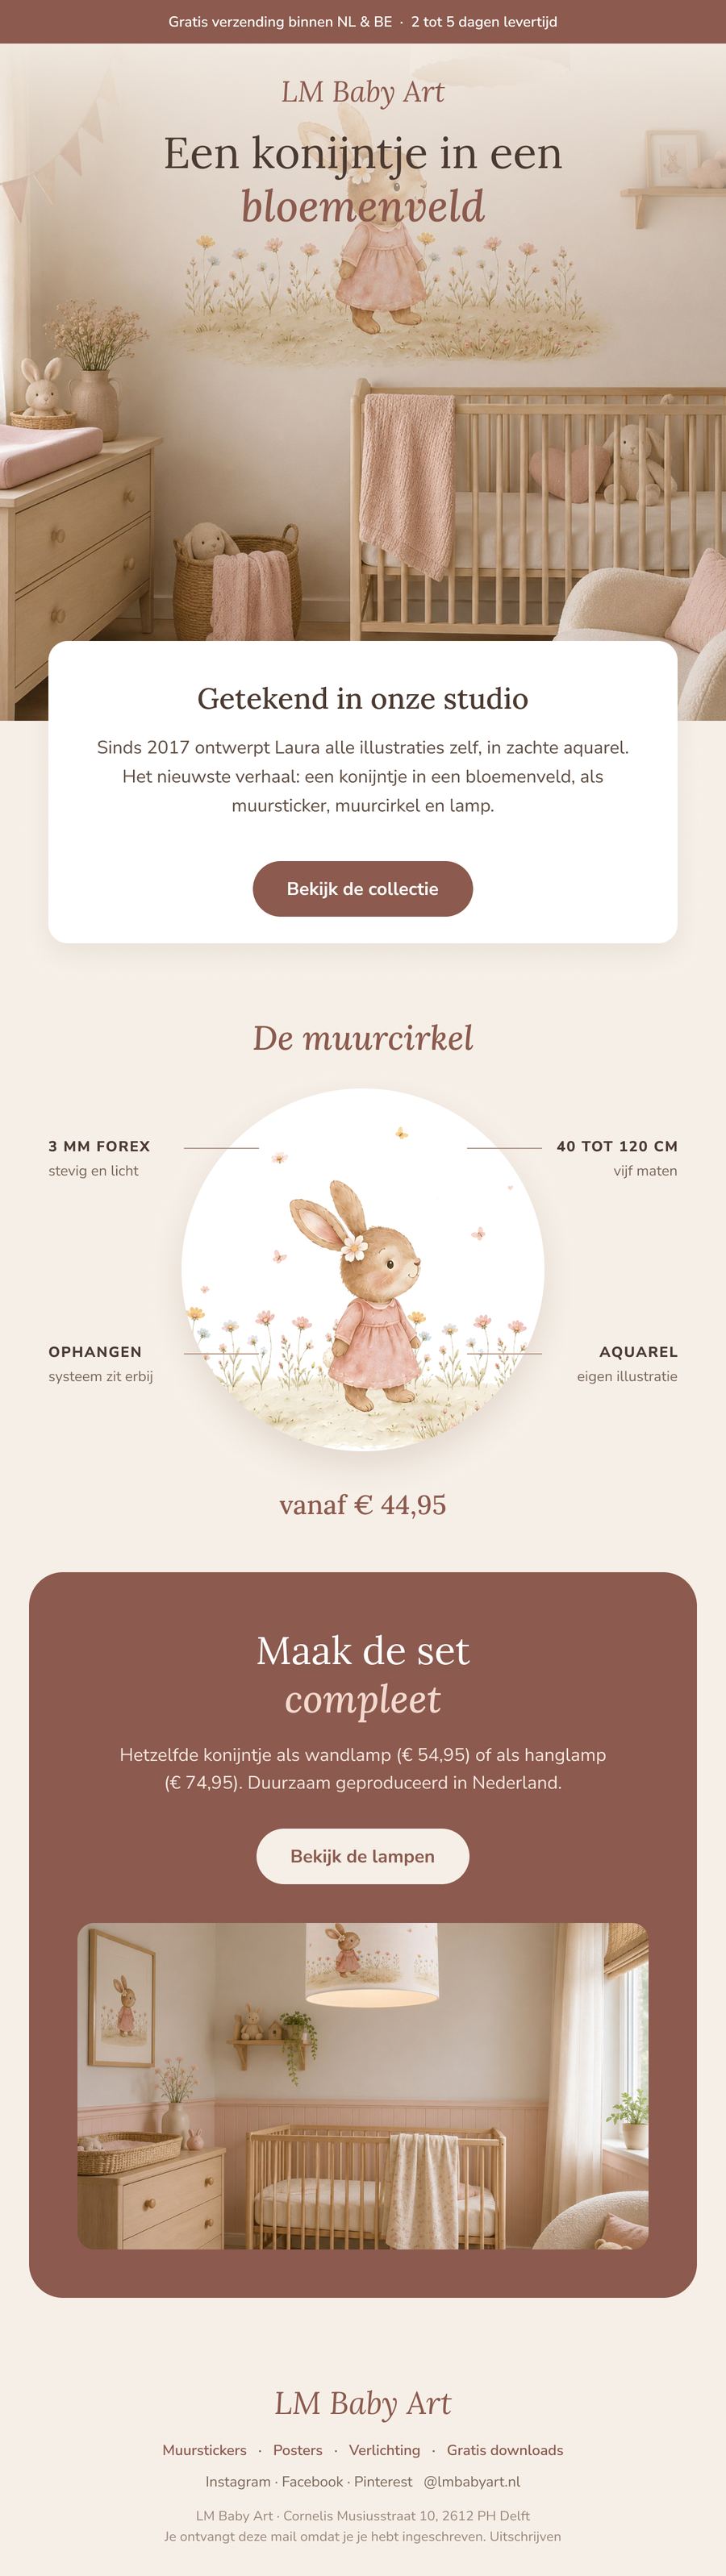 Gratis verzending binnen NL & BE · 2 tot 5 dagen levertijd
LM Baby Art
Een konijntje in een
bloemenveld
Getekend in onze studio
Sinds 2017 ontwerpt Laura alle illustraties zelf, in zachte aquarel.
Het nieuwste verhaal: een konijntje in een bloemenveld, als
muursticker, muurcirkel en lamp.
Bekijk de collectie
De muurcirkel
3 MM FOREX
stevig en licht
40 TOT 120 CM
vijf maten
OPHANGEN
systeem zit erbij
AQUAREL
eigen illustratie
vanaf € 44,95
Maak de set
compleet
Hetzelfde konijntje als wandlamp (€ 54,95) of als hanglamp
(€ 74,95). Duurzaam geproduceerd in Nederland.
Bekijk de lampen
LM Baby Art
Muurstickers · Posters · Verlichting · Gratis downloads
Instagram · Facebook · Pinterest @lmbabyart.nl
LM Baby Art · Cornelis Musiusstraat 10, 2612 PH Delft
Je ontvangt deze mail omdat je je hebt ingeschreven. Uitschrijven